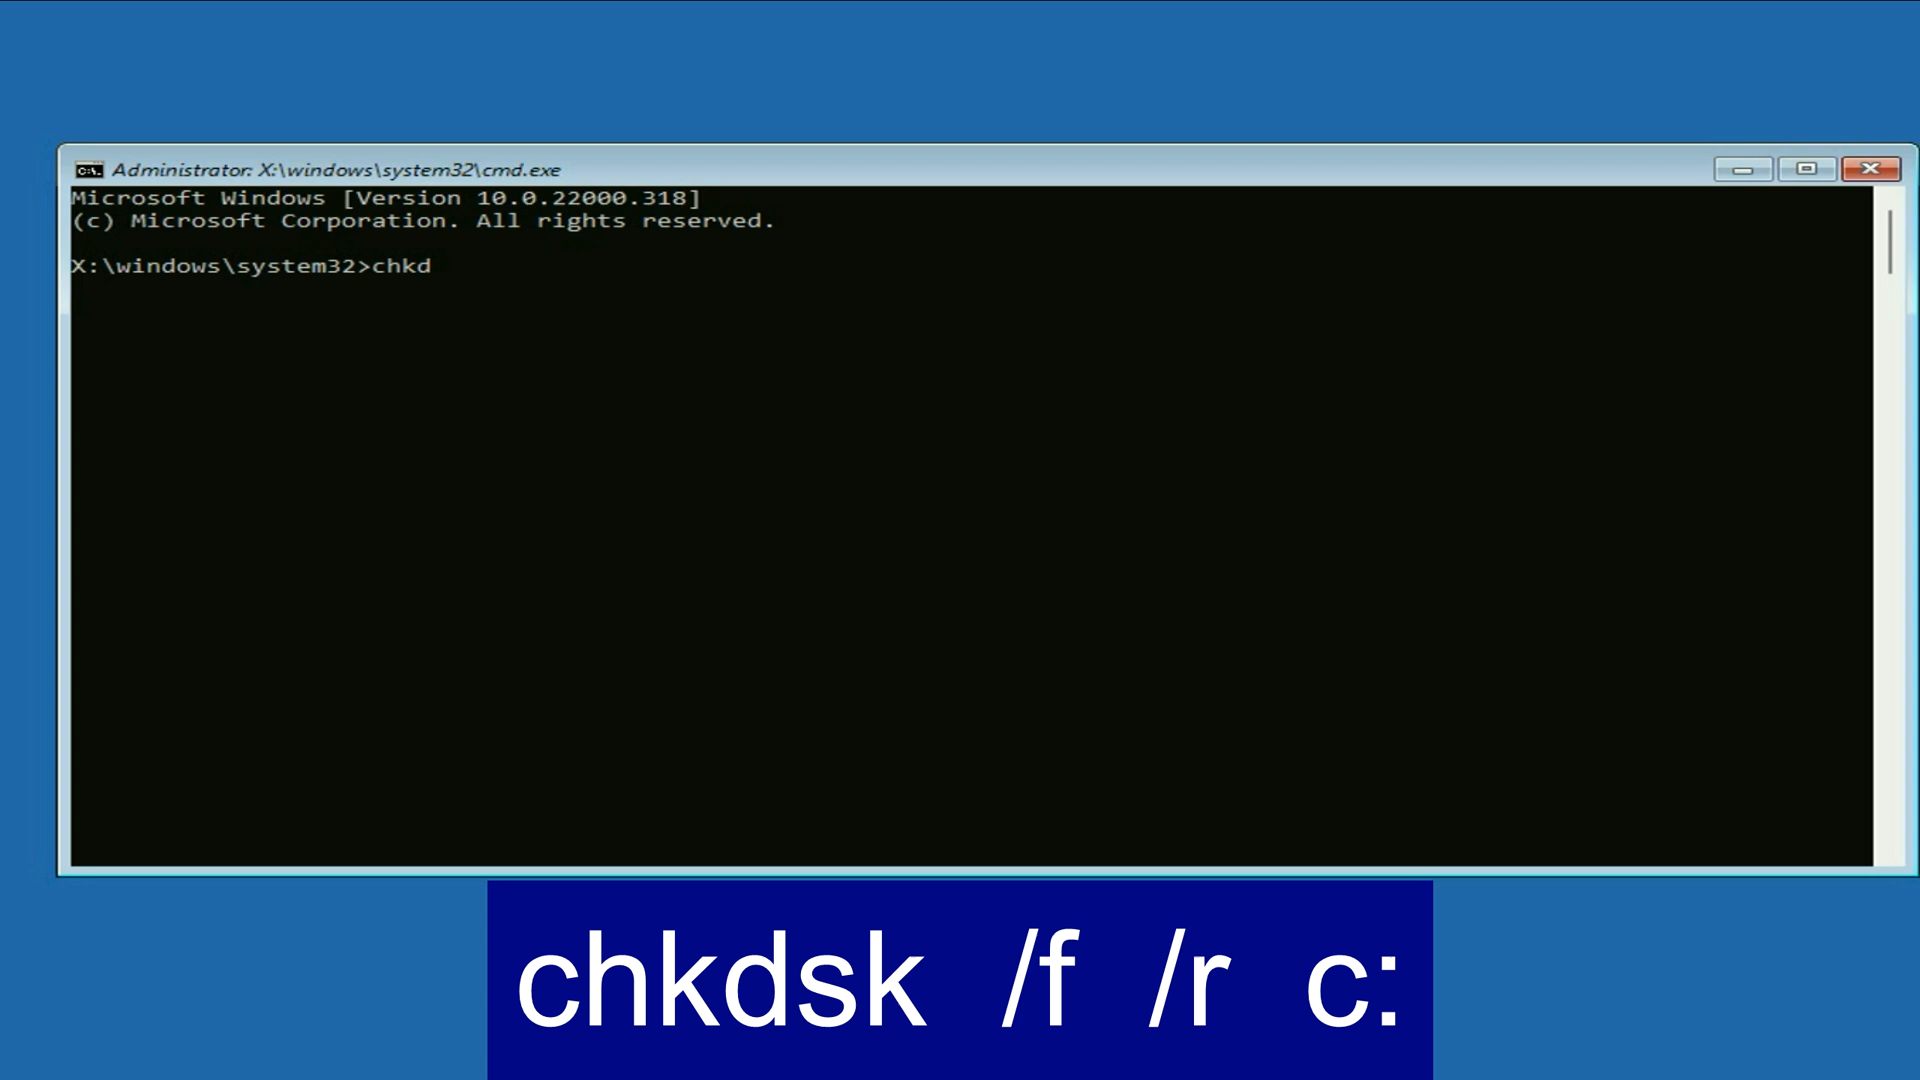 Administrator: X:\windows\system32\cmd.exe
Microsoft Windows [Version 10.0.22000.318]
(c) Microsoft Corporation. All rights reserved.
X:\windows\system32>chkd
chkdsk /f /r c: